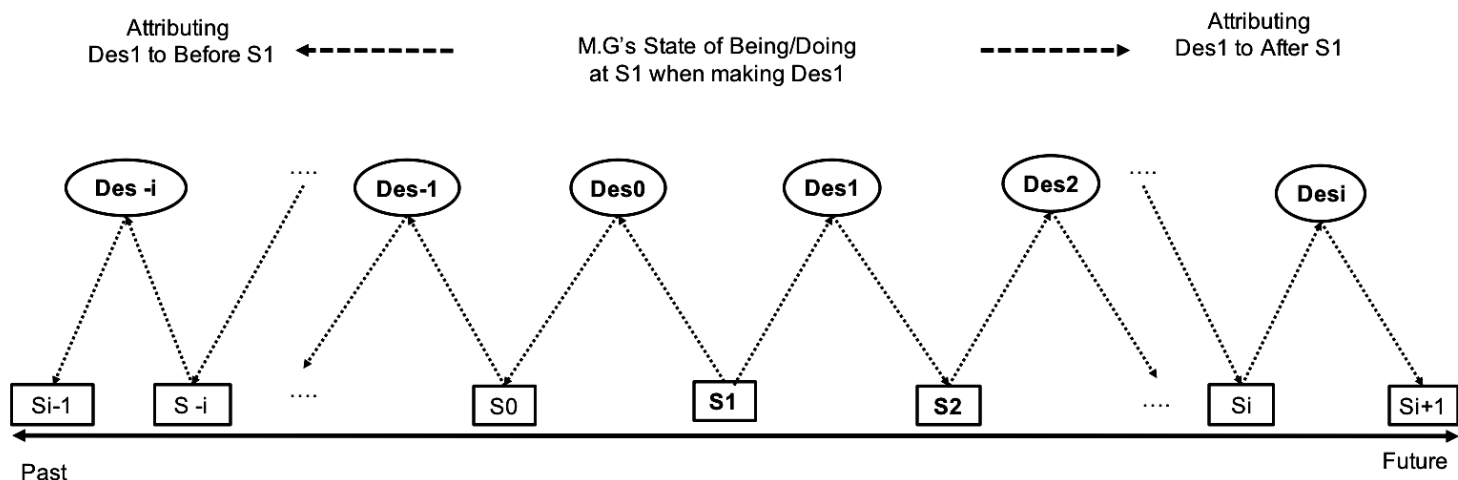 Attributing
Des1 to Before S1
M.G's State of Being/Doing
at S1 when making Des1
Attributing
Des1 to After S1
Des -i
....
Des-1
Des0
Des1
Des2
....
Desi
Si-1
S -i
....
S0
S1
S2
....
Si
Si+1
Past
Future